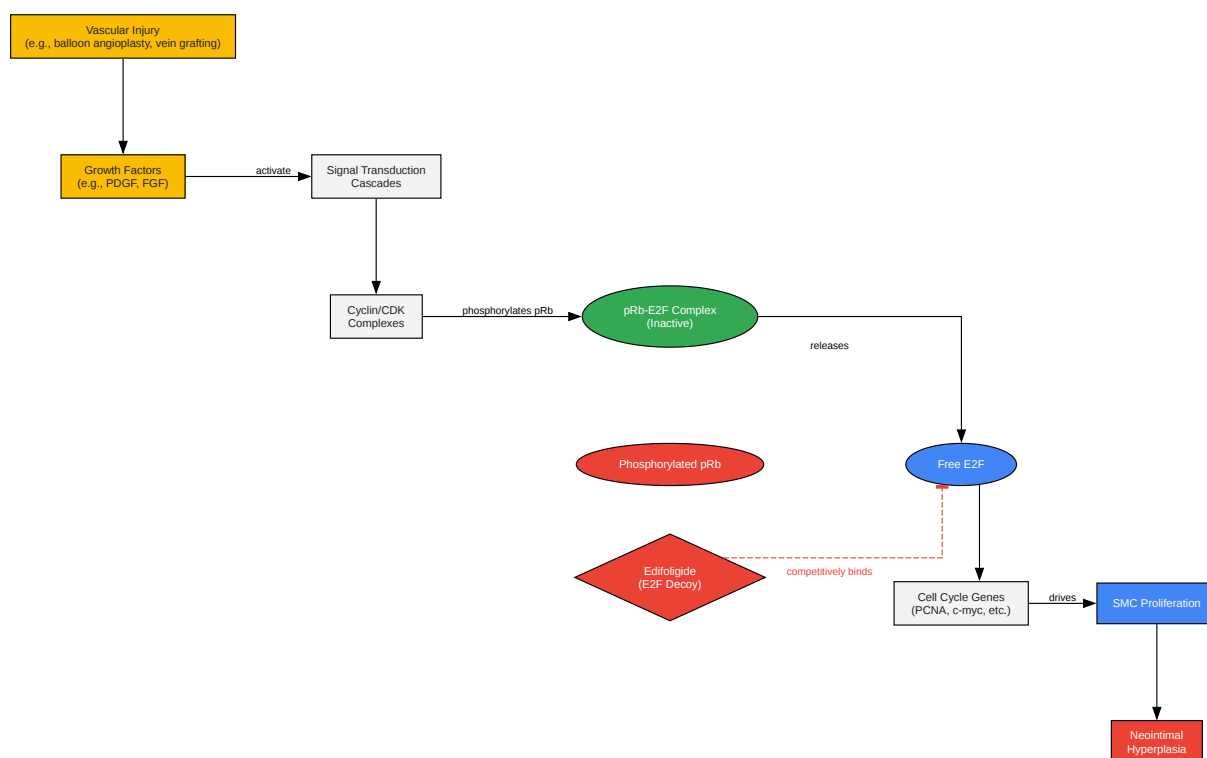 Vascular Injury
(e.g., balloon angioplasty, vein grafting)
Growth Factors
(e.g., PDGF, FGF)
activate
Signal Transduction
Cascades
Cyclin/CDK
Complexes
phosphorylates pRb
pRb-E2F Complex
(Inactive)
releases
Phosphorylated pRb
Free E2F
Edifoligide
(E2F Decoy)
competitively binds
Cell Cycle Genes
(PCNA, c-myc, etc.)
drives
SMC Proliferation
Neointimal
Hyperplasia